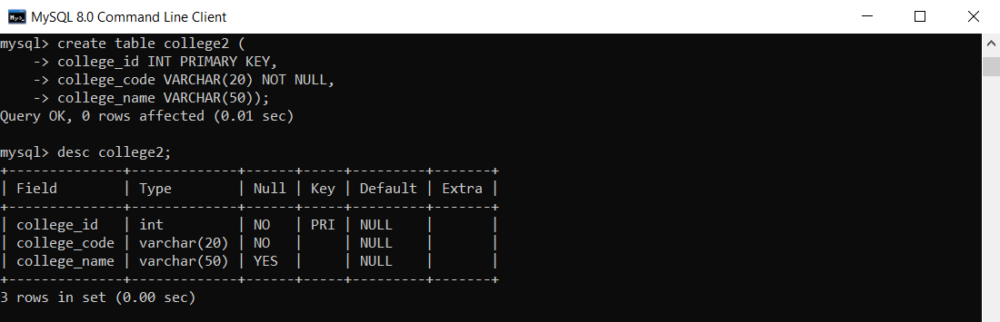 MySQL 8.0 Command Line Client
mysql> create table college2 (
    -> college_id INT PRIMARY KEY,
    -> college_code VARCHAR(20) NOT NULL,
    -> college_name VARCHAR(50));
Query OK, 0 rows affected (0.01 sec)

mysql> desc college2;
+--------------+-------------+------+-----+---------+-------+
| Field        | Type        | Null | Key | Default | Extra |
+--------------+-------------+------+-----+---------+-------+
| college_id   | int         | NO   | PRI | NULL    |       |
| college_code | varchar(20) | NO   |     | NULL    |       |
| college_name | varchar(50) | YES  |     | NULL    |       |
+--------------+-------------+------+-----+---------+-------+
3 rows in set (0.00 sec)